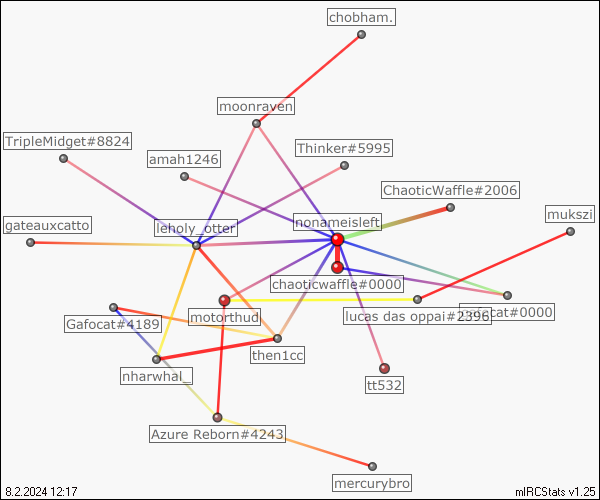 chobham.
moonraven
TripleMidget#8824
Thinker#5995
amah1246
ChaoticWaffle#2006
mukszi
gateauxcatto
leholy_otter
nonameisleft
chaoticwaffle#0000
motorthud
lucas das oppai#2396
cat#0000
Gafocat#4189
then1cc
nharwhal_
tt532
Azure Reborn#4243
mercurybro
8.2.2024 12:17
mIRCStats v1.25